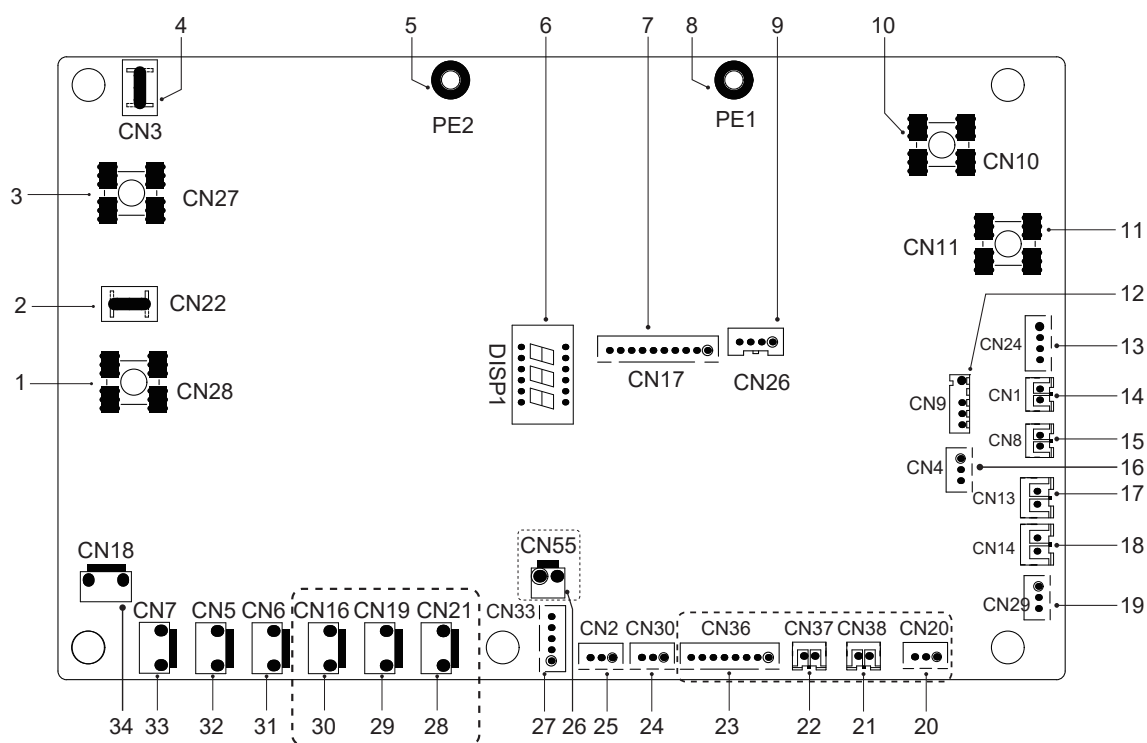 4 5 6 7 8 9 10
CN3 PE2 PE1 CN10
3 CN27
CN11 11
2 CN22 12
CN24 13
DISP1 CN17 CN26
1 CN28
CN9 CN1 14
CN8 15
CN4 16
CN13 17
CN14 18
CN18 CN55
CN29 19
CN7 CN5 CN6 CN16 CN19 CN21 CN33 CN2 CN30 CN36 CN37 CN38 CN20
34 33 32 31 30 29 28 27 26 25 24 23 22 21 20